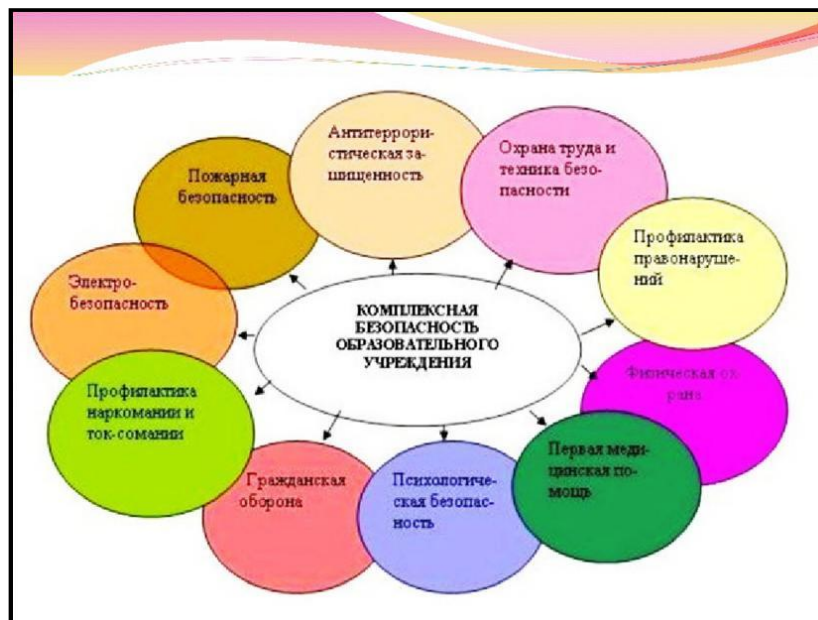 Антитеррори-
стическая за-
щищенность
Охрана труда и
техника безо-
пасности
Пожарная
безопасность
Профилактика
правонаруше-
ний
Электро-
безопасность
КОМПЛЕКСНАЯ
БЕЗОПАСНОСТЬ
ОБРАЗОВАТЕЛЬНОГО
УЧРЕЖДЕНИЯ
Физическая ох-
рана
Профилактика
наркомании и
ток-сомании
Первая меди-
цинская по-
мощь
Гражданская
оборона
Психологиче-
ская безопас-
ность